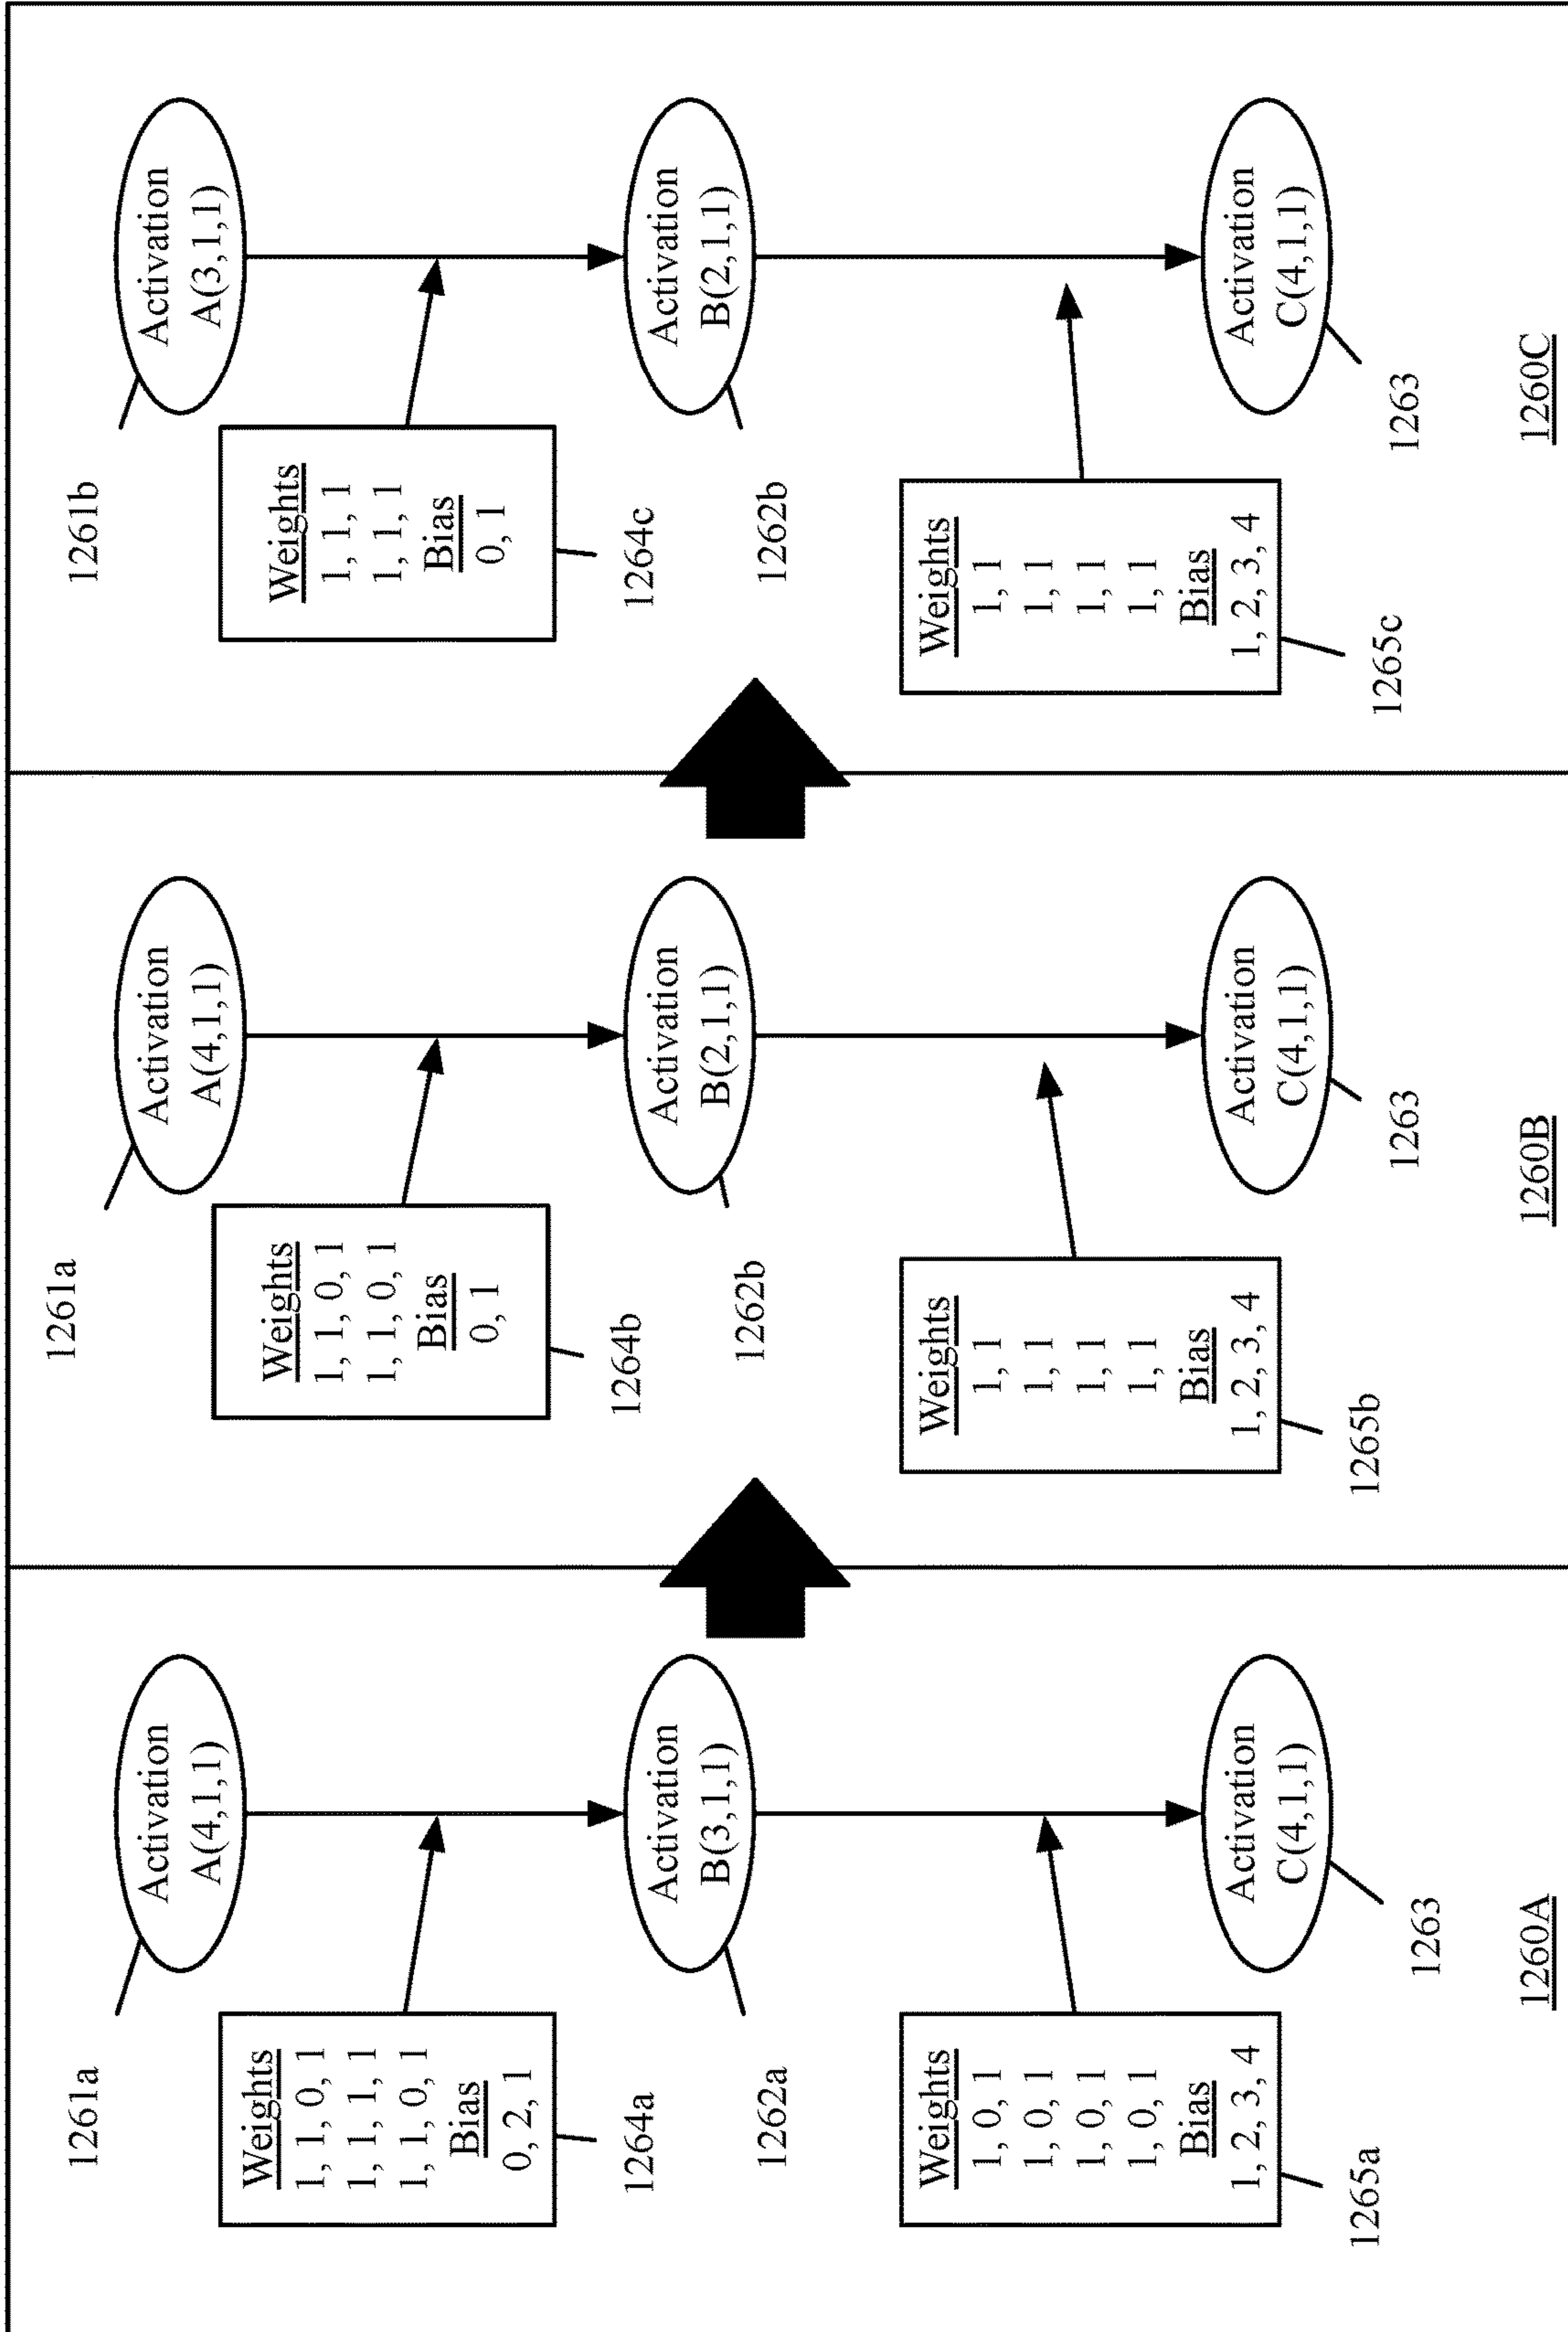 1261a
Activation
A(4,1,1)
Weights
1, 1, 0, 1
1, 1, 1, 1
1, 1, 0, 1
Bias
0, 2, 1
1264a
1262a
Activation
B(3,1,1)
Weights
1, 0, 1
1, 0, 1
1, 0, 1
1, 0, 1
Bias
1, 2, 3, 4
1265a
Activation
C(4,1,1)
1263
1260A
1261a
Activation
A(4,1,1)
Weights
1, 1, 0, 1
1, 1, 0, 1
Bias
0, 1
1264b
1262b
Activation
B(2,1,1)
Weights
1, 1
1, 1
1, 1
1, 1
Bias
1, 2, 3, 4
1265b
Activation
C(4,1,1)
1263
1260B
1261b
Activation
A(3,1,1)
Weights
1, 1, 1
1, 1, 1
Bias
0, 1
1264c
1262b
Activation
B(2,1,1)
Weights
1, 1
1, 1
1, 1
1, 1
Bias
1, 2, 3, 4
1265c
Activation
C(4,1,1)
1263
1260C